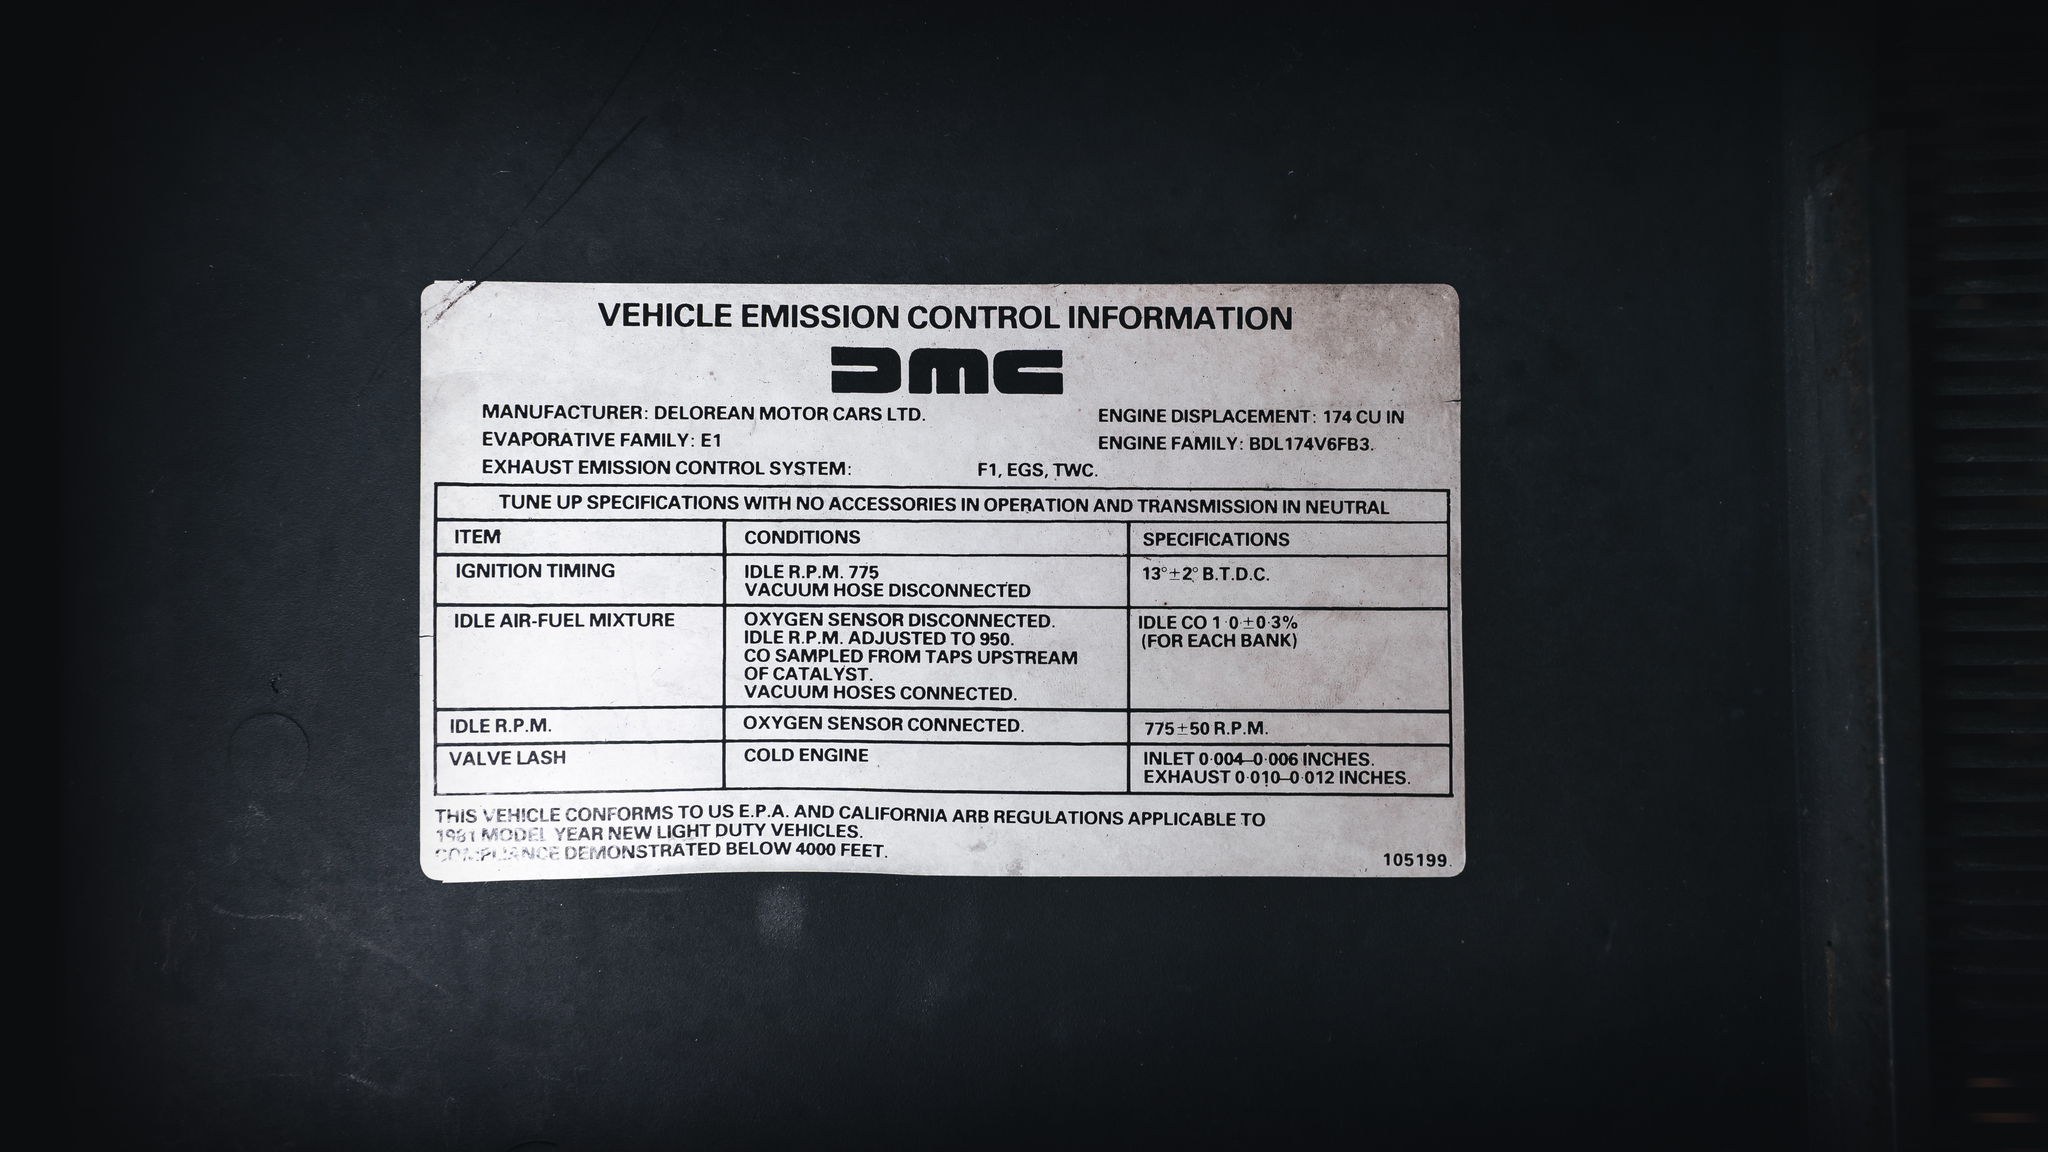 VEHICLE EMISSION CONTROL INFORMATION
DMC
MANUFACTURER: DELOREAN MOTOR CARS LTD.
ENGINE DISPLACEMENT: 174 CU IN
EVAPORATIVE FAMILY: E1
ENGINE FAMILY: BDL174V6FB3.
EXHAUST EMISSION CONTROL SYSTEM: F1, EGS, TWC.
TUNE UP SPECIFICATIONS WITH NO ACCESSORIES IN OPERATION AND TRANSMISSION IN NEUTRAL
ITEM
CONDITIONS
SPECIFICATIONS
IGNITION TIMING
IDLE R.P.M. 775
VACUUM HOSE DISCONNECTED
13°±2° B.T.D.C.
IDLE AIR-FUEL MIXTURE
OXYGEN SENSOR DISCONNECTED.
IDLE R.P.M. ADJUSTED TO 950.
CO SAMPLED FROM TAPS UPSTREAM
OF CATALYST.
VACUUM HOSES CONNECTED.
IDLE CO 1·0±0·3%
(FOR EACH BANK)
IDLE R.P.M.
OXYGEN SENSOR CONNECTED.
775±50 R.P.M.
VALVE LASH
COLD ENGINE
INLET 0·004–0·006 INCHES.
EXHAUST 0·010–0·012 INCHES.
THIS VEHICLE CONFORMS TO US E.P.A. AND CALIFORNIA ARB REGULATIONS APPLICABLE TO
1981 MODEL YEAR NEW LIGHT DUTY VEHICLES.
COMPLIANCE DEMONSTRATED BELOW 4000 FEET.
105199.